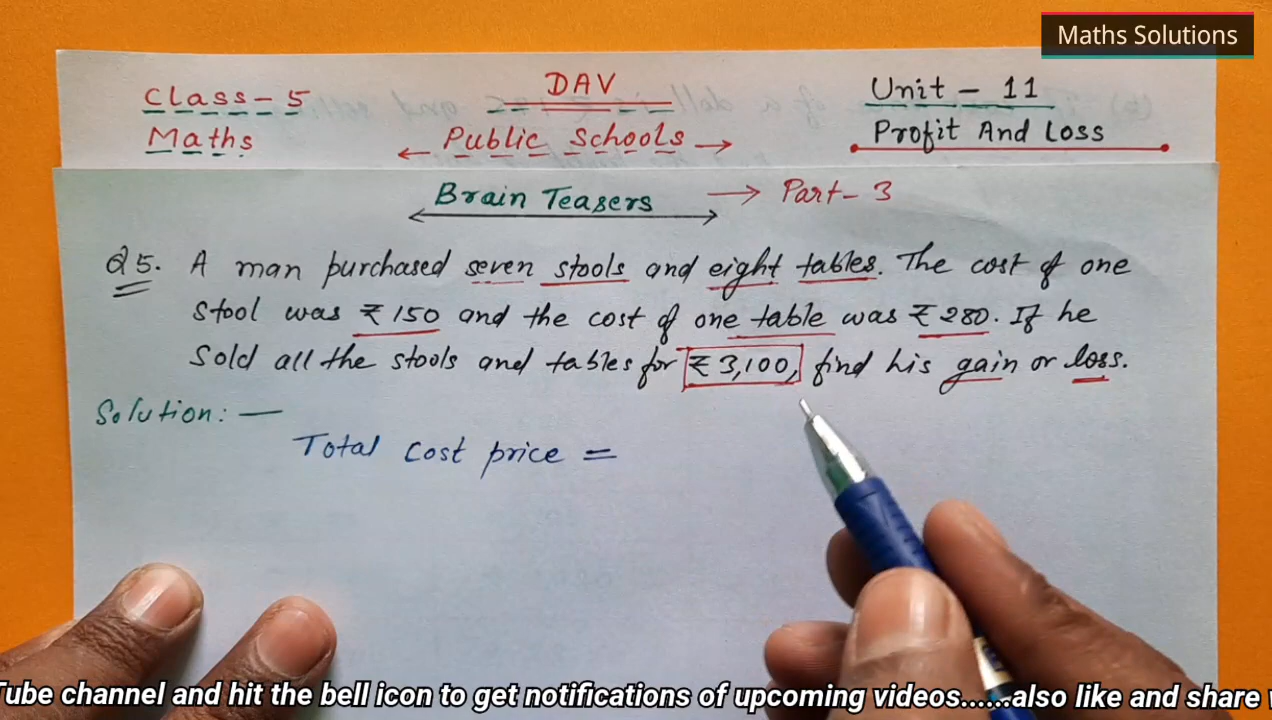 Maths Solutions
Class - 5
DAV
Unit - 11
Maths
Public Schools
Profit And Loss
Brain Teasers → Part - 3
Q5. A man purchased seven stools and eight tables. The cost of one
stool was ₹ 150 and the cost of one table was ₹ 280. If he
Sold all the stools and tables for ₹ 3,100, find his gain or loss.
Solution: —
Total cost price =
Tube channel and hit the bell icon to get notifications of upcoming videos......also like and share